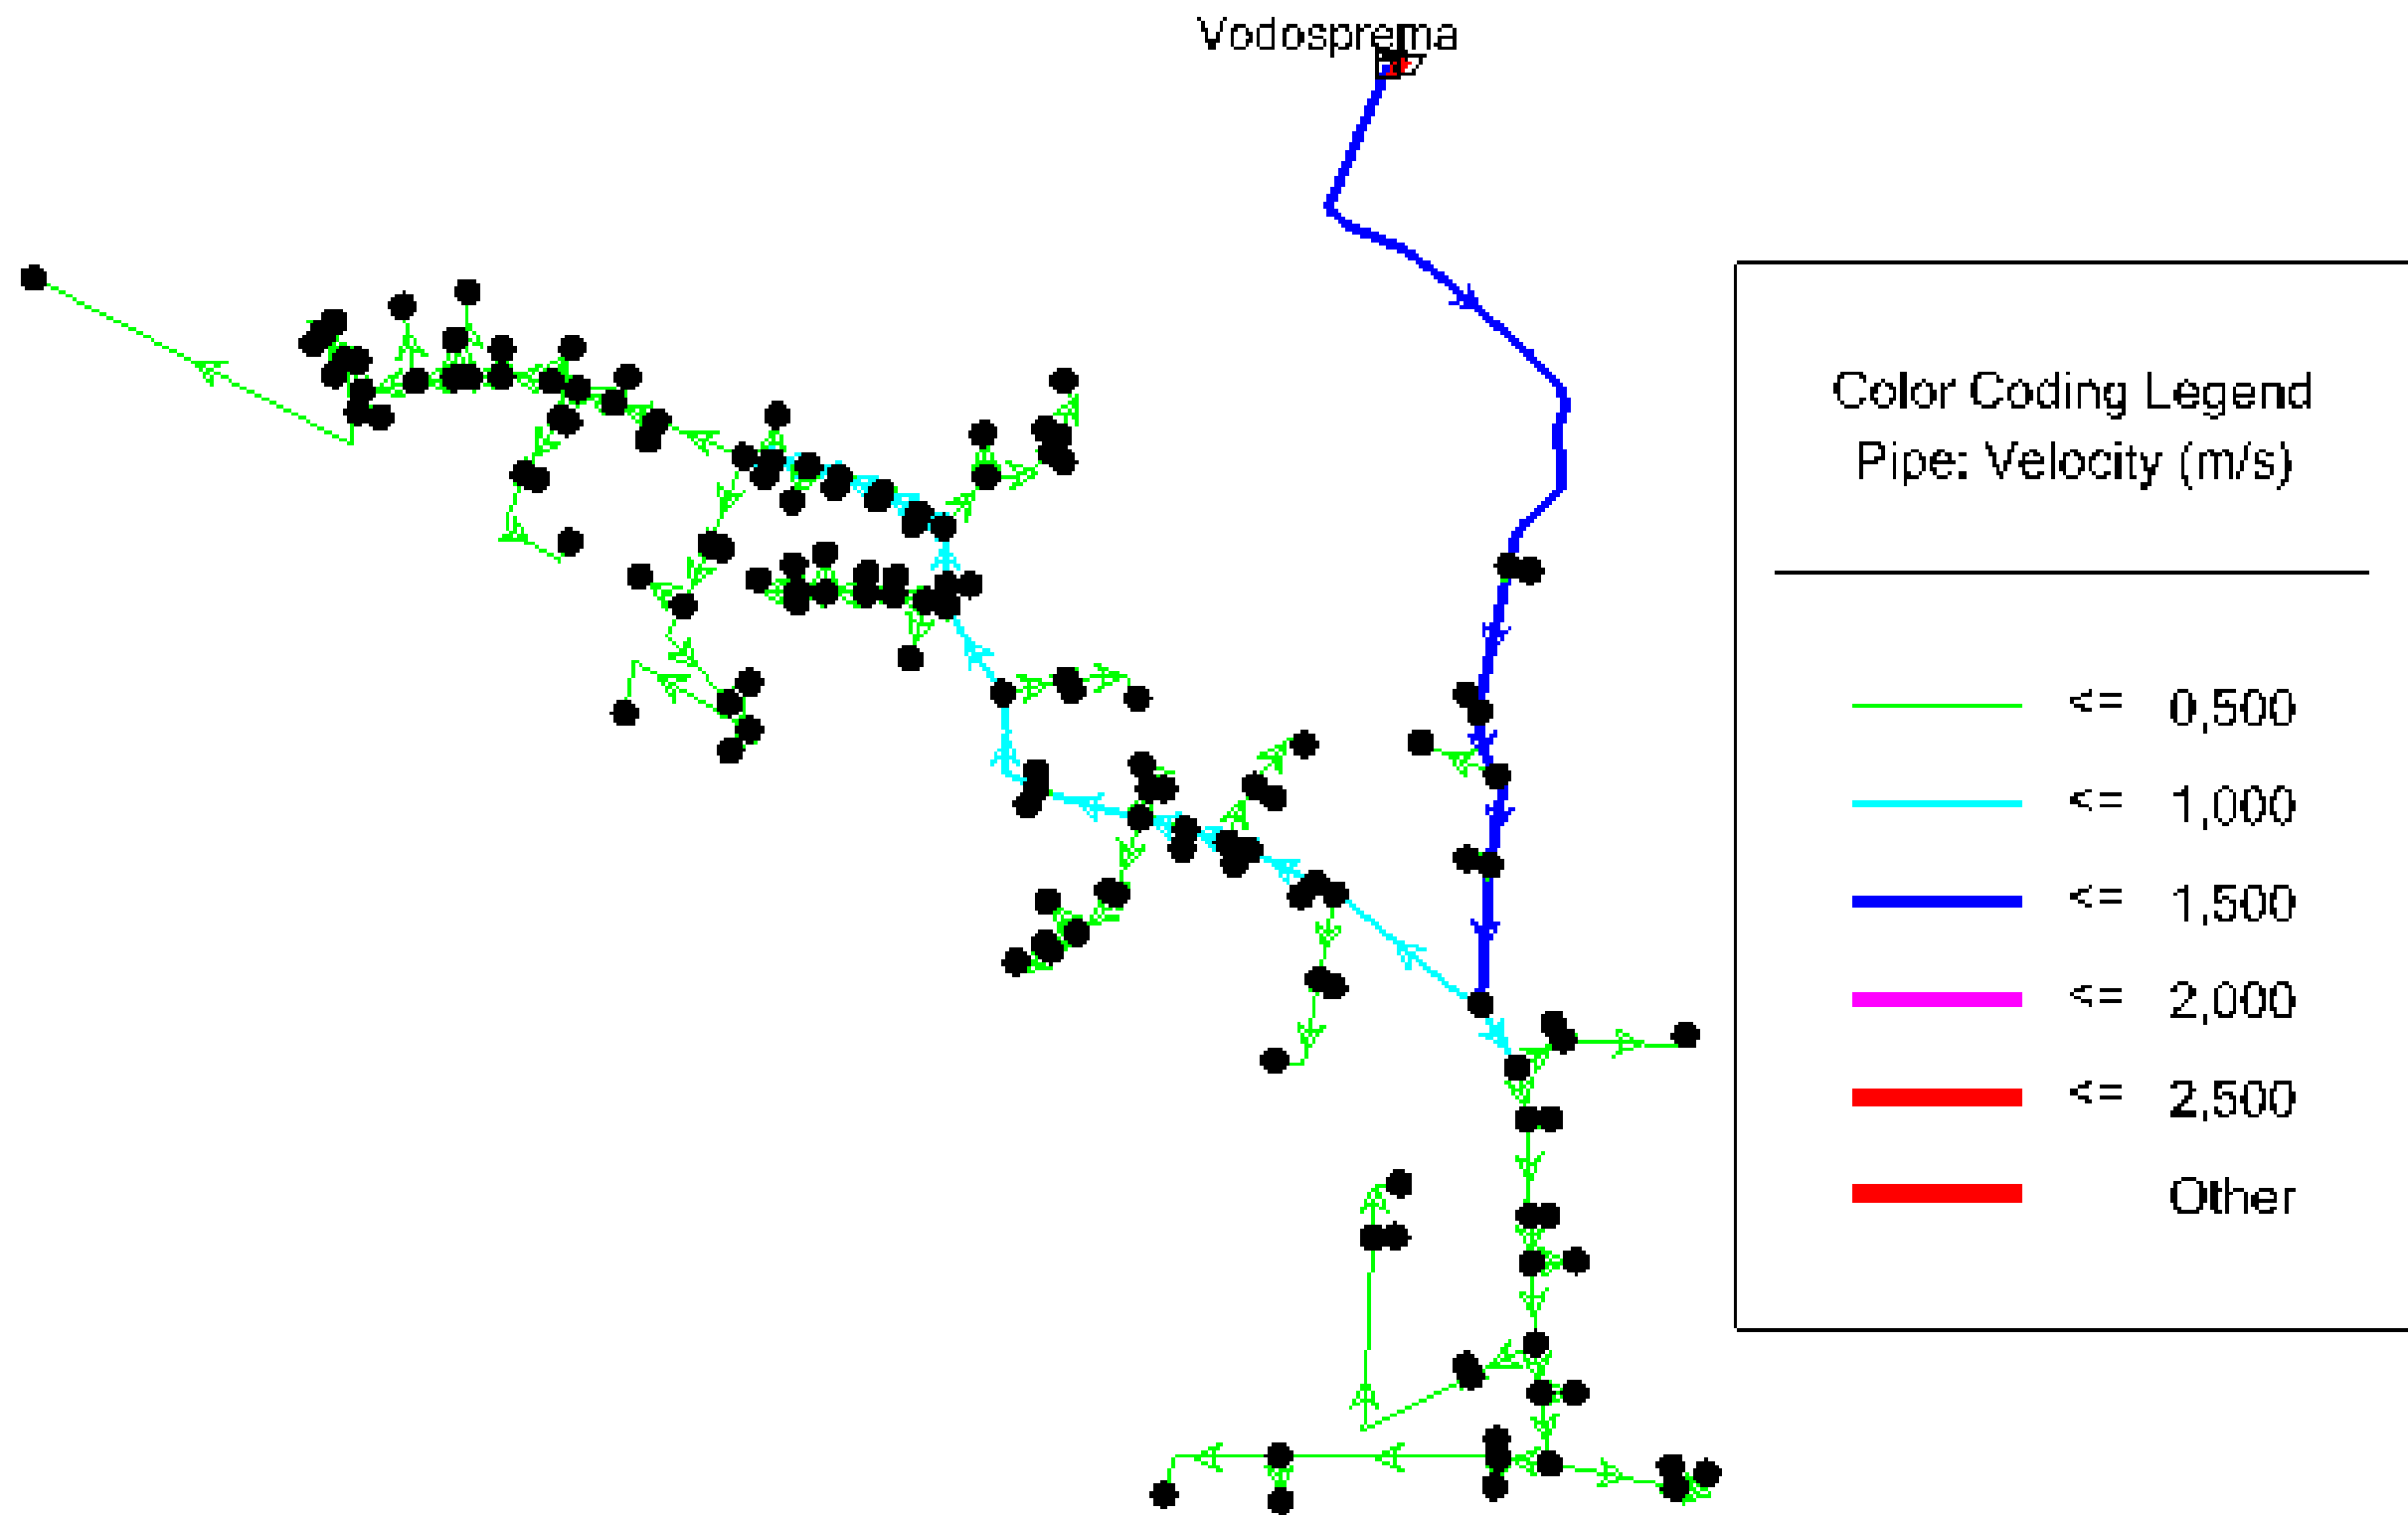 Vodosprema
Color Coding Legend
Pipe: Velocity (m/s)
<= 0,500
<= 1,000
<= 1,500
<= 2,000
<= 2,500
Other